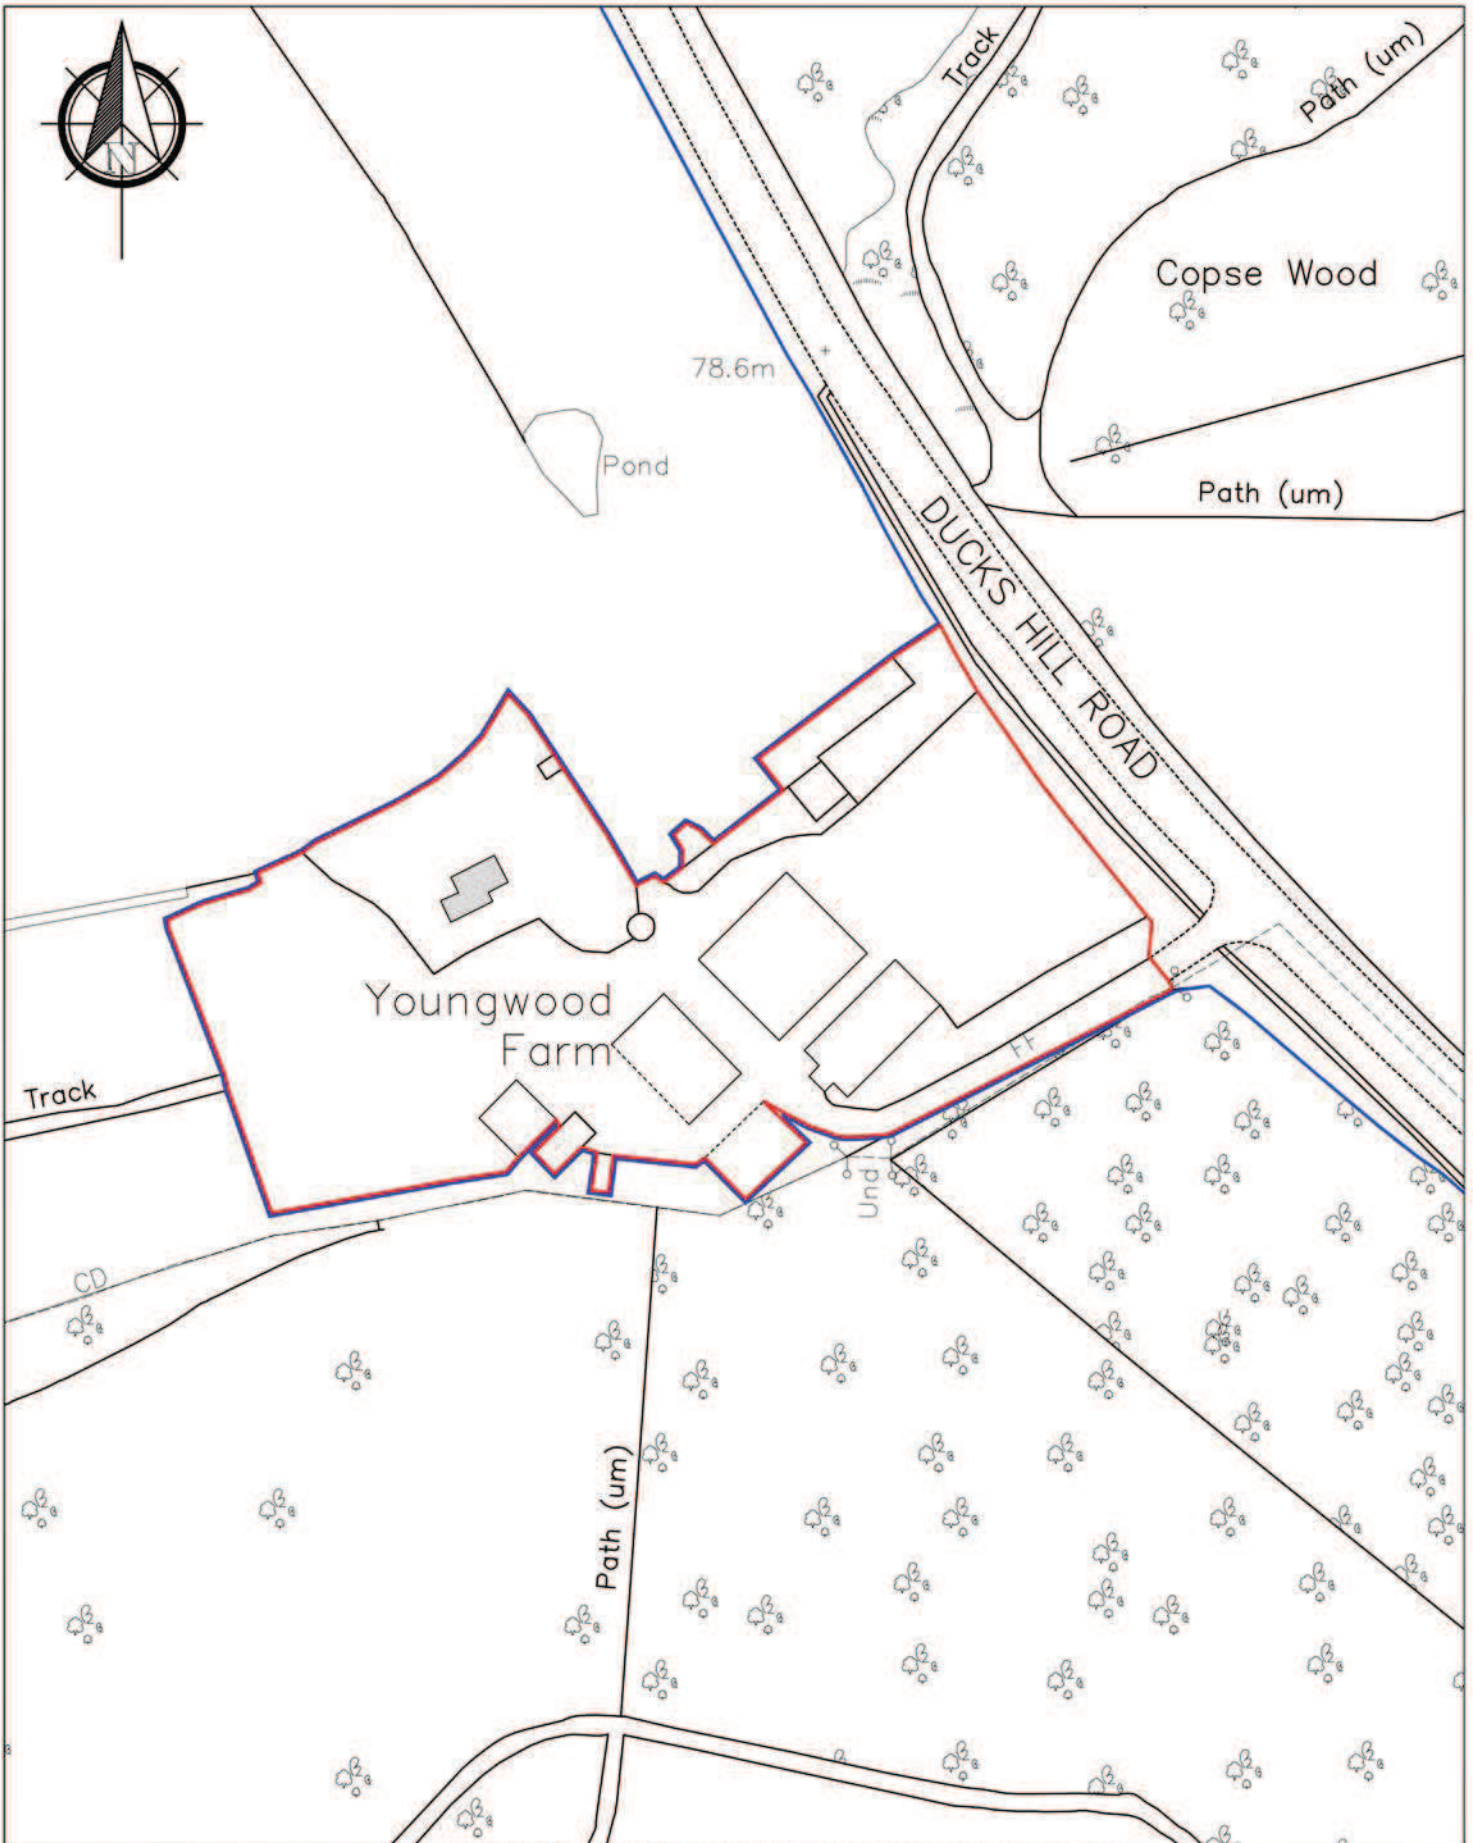 N
Track
Path (um)
Copse Wood
78.6m
Pond
Path (um)
DUCKS HILL ROAD
Youngwood
Farm
FF
Track
Und
CD
Path (um)